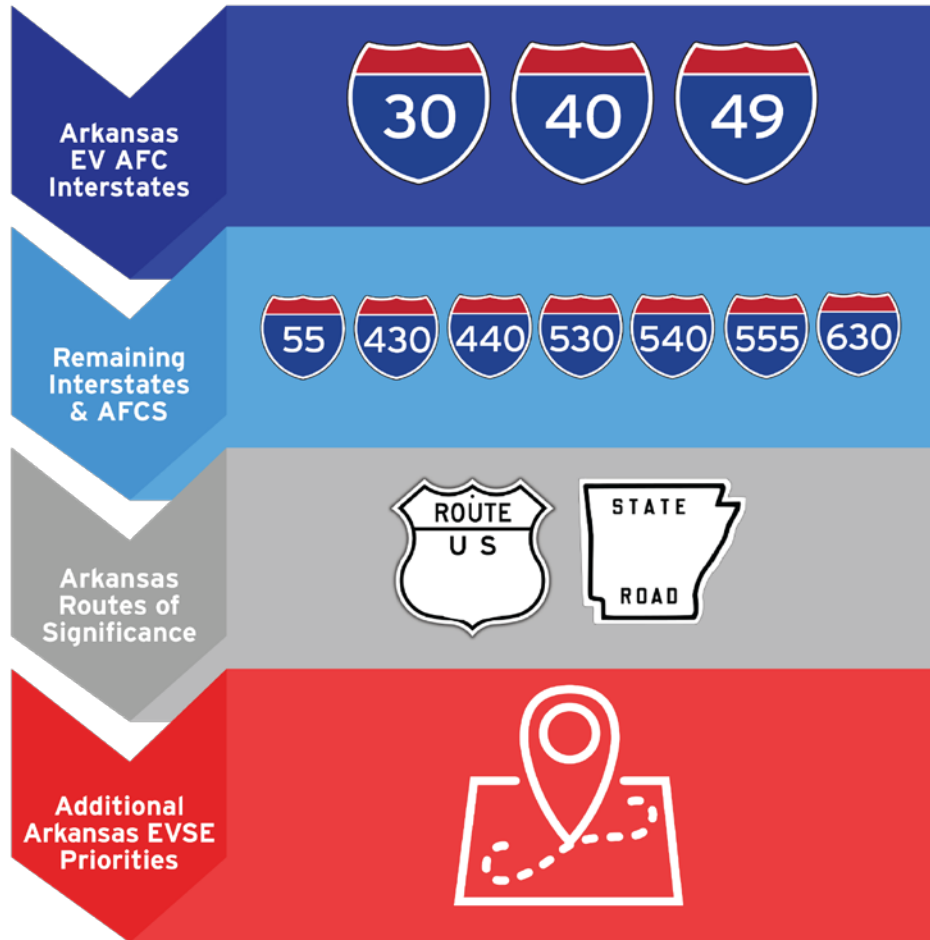 Arkansas
EV AFC
Interstates
30 40 49
Remaining
Interstates
& AFCS
55 430 440 530 540 555 630
Arkansas
Routes of
Significance
ROUTE
U S
STATE
ROAD
Additional
Arkansas EVSE
Priorities